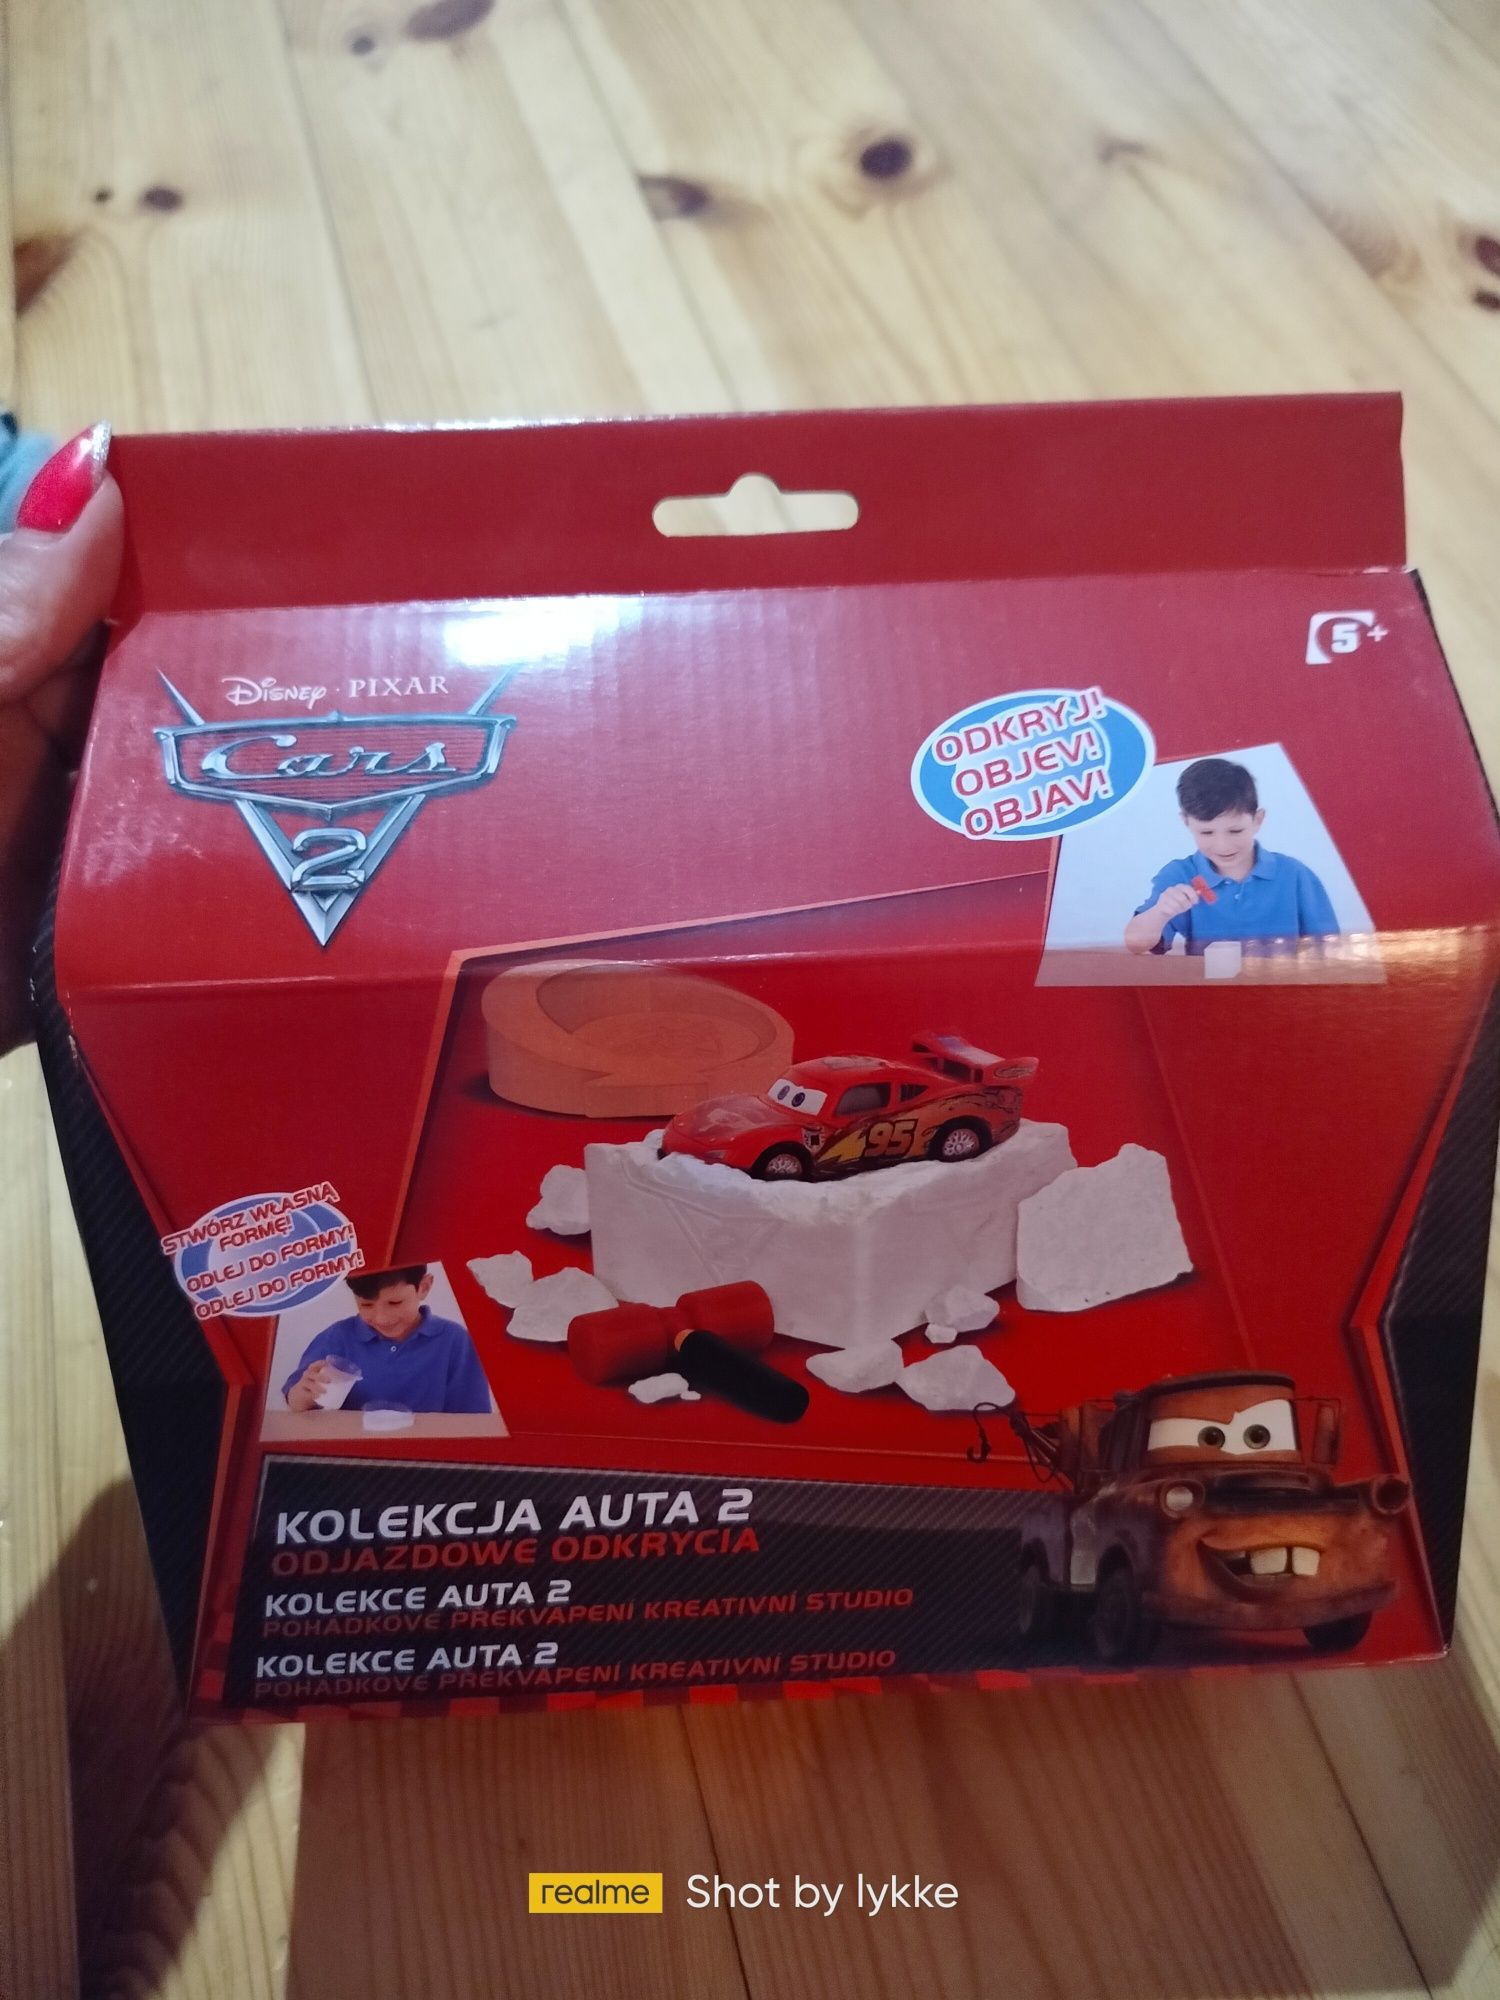 5+
Disney · PIXAR
Cars
2
ODKRYJ!
OBJEV!
OBJAV!
95
STWÓRZ WŁASNĄ
FORMĘ!
ODLEJ DO FORMY!
ODLEJ DO FORMY!
KOLEKCJA AUTA 2
ODJAZDOWE ODKRYCIA
KOLEKCE AUTA 2
POHÁDKOVÉ PŘEKVAPENÍ KREATIVNÍ STUDIO
KOLEKCE AUTA 2
POHÁDKOVÉ PŘEKVAPENÍ KREATIVNÍ STUDIO
realme Shot by lykke